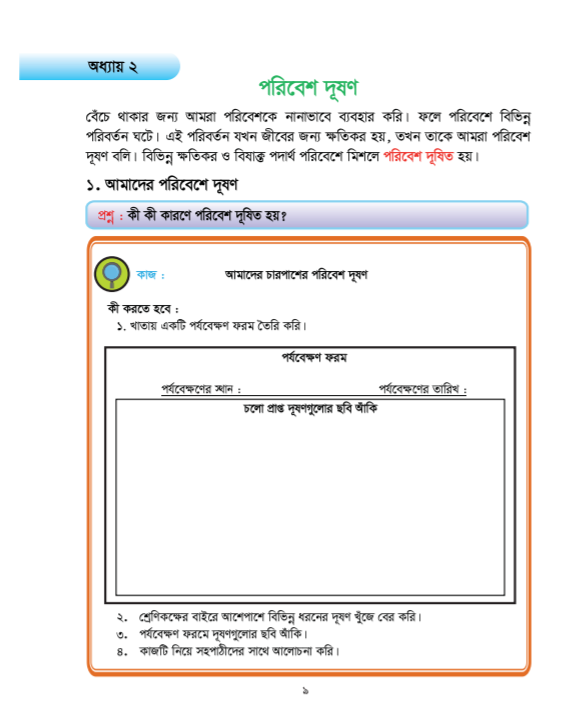 অধ্যায় ২
পরিবেশ দূষণ
বেঁচে থাকার জন্য আমরা পরিবেশকে নানাভাবে ব্যবহার করি। ফলে পরিবেশে বিভিন্ন
পরিবর্তন ঘটে। এই পরিবর্তন যখন জীবের জন্য ক্ষতিকর হয়, তখন তাকে আমরা পরিবেশ
দূষণ বলি। বিভিন্ন ক্ষতিকর ও বিষাক্ত পদার্থ পরিবেশে মিশলে পরিবেশ দূষিত হয়।
১. আমাদের পরিবেশে দূষণ
প্রশ্ন : কী কী কারণে পরিবেশ দূষিত হয়?
কাজ : আমাদের চারপাশের পরিবেশ দূষণ
কী করতে হবে :
১. খাতায় একটি পর্যবেক্ষণ ফরম তৈরি করি।
পর্যবেক্ষণ ফরম
পর্যবেক্ষণের স্থান : পর্যবেক্ষণের তারিখ :
চলো প্রাপ্ত দূষণগুলোর ছবি আঁকি
২. শ্রেণিকক্ষের বাইরে আশেপাশে বিভিন্ন ধরনের দূষণ খুঁজে বের করি।
৩. পর্যবেক্ষণ ফরমে দূষণগুলোর ছবি আঁকি।
৪. কাজটি নিয়ে সহপাঠীদের সাথে আলোচনা করি।
৯